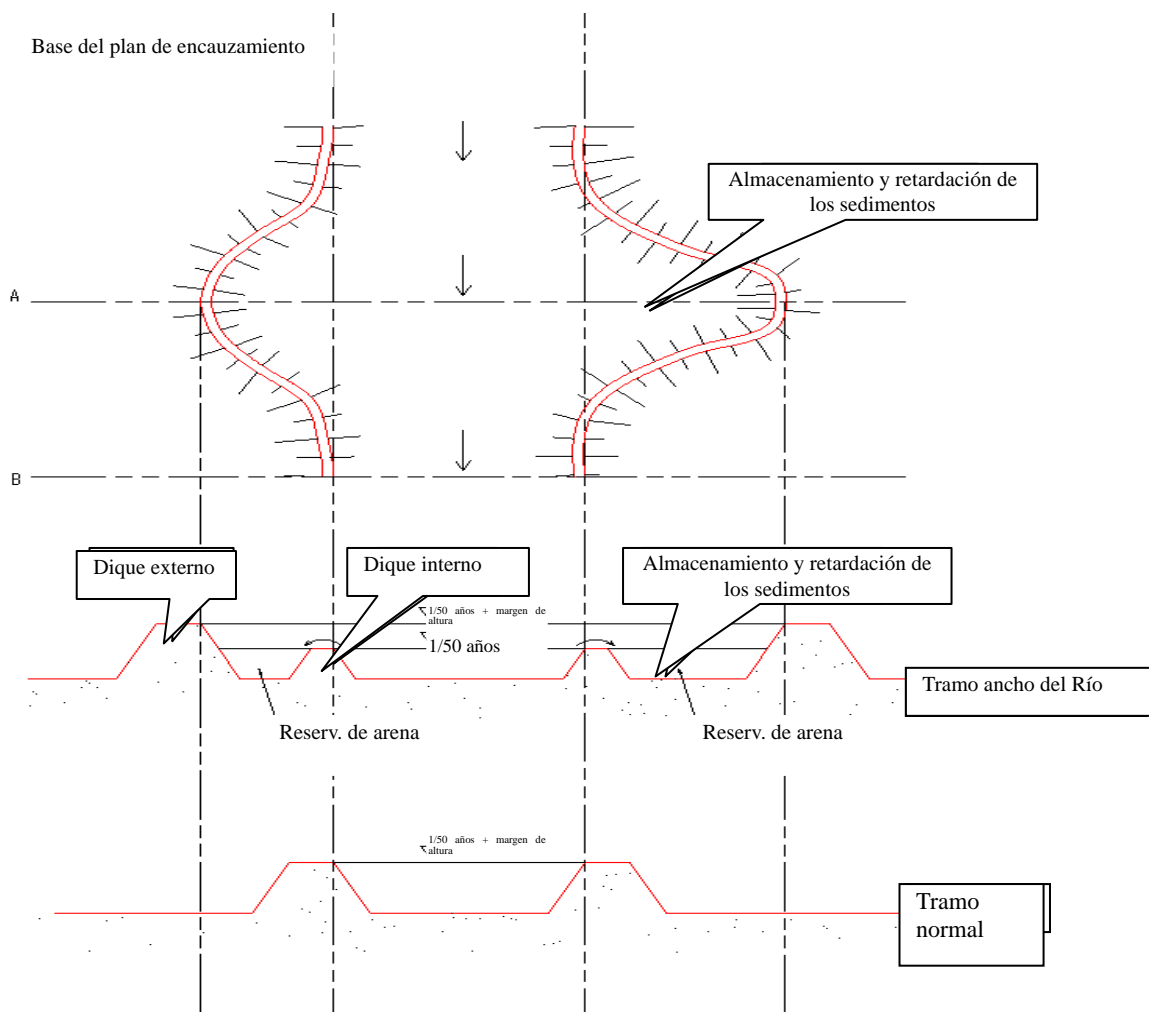 Base del plan de encauzamiento
Almacenamiento y retardación de
los sedimentos
A
B
Dique externo
Dique interno
Almacenamiento y retardación de
los sedimentos
1/50 años + margen de
altura
1/50 años
Tramo ancho del Río
Reserv. de arena
Reserv. de arena
1/50 años + margen de
altura
Tramo
normal